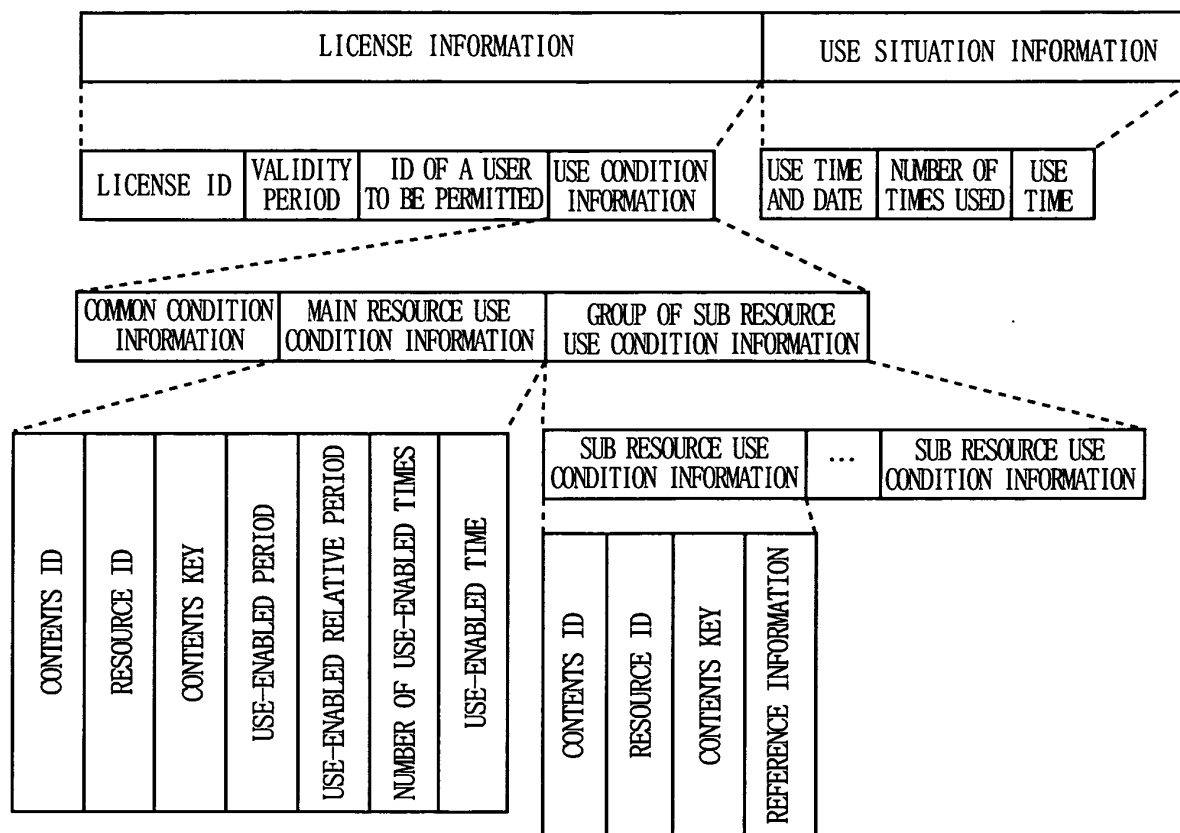 LICENSE INFORMATION
USE SITUATION INFORMATION
LICENSE ID
VALIDITY
PERIOD
ID OF A USER
TO BE PERMITTED
USE CONDITION
INFORMATION
USE TIME
AND DATE
NUMBER OF
TIMES USED
USE
TIME
COMMON CONDITION
INFORMATION
MAIN RESOURCE USE
CONDITION INFORMATION
GROUP OF SUB RESOURCE
USE CONDITION INFORMATION
CONTENTS ID
RESOURCE ID
CONTENTS KEY
USE-ENABLED PERIOD
USE-ENABLED RELATIVE PERIOD
NUMBER OF USE-ENABLED TIMES
USE-ENABLED TIME
SUB RESOURCE USE
CONDITION INFORMATION
...
SUB RESOURCE USE
CONDITION INFORMATION
CONTENTS ID
RESOURCE ID
CONTENTS KEY
REFERENCE INFORMATION